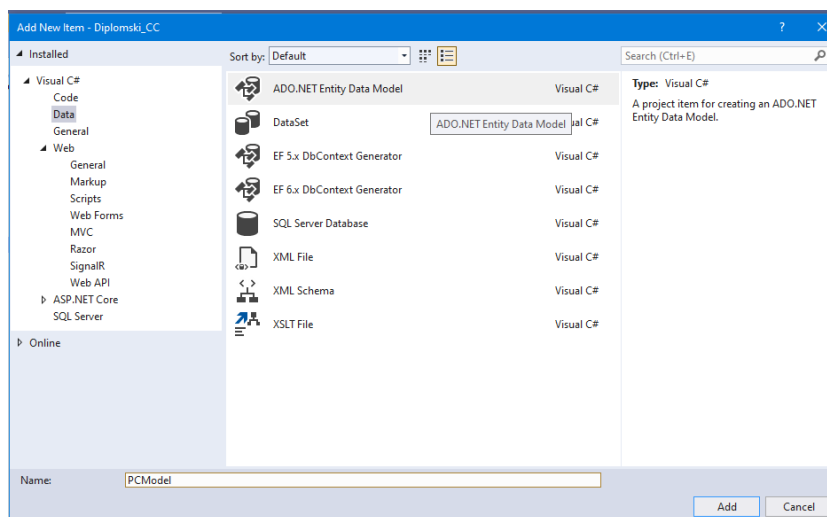 Add New Item - Diplomski_CC
? X
Installed
Sort by: Default
Search (Ctrl+E)
Visual C#
Code
Data
General
Web
General
Markup
Scripts
Web Forms
MVC
Razor
SignalR
Web API
ASP.NET Core
SQL Server
Online
ADO.NET Entity Data Model Visual C#
DataSet ual C#
ADO.NET Entity Data Model
EF 5.x DbContext Generator Visual C#
EF 6.x DbContext Generator Visual C#
SQL Server Database Visual C#
XML File Visual C#
XML Schema Visual C#
XSLT File Visual C#
Type: Visual C#
A project item for creating an ADO.NET
Entity Data Model.
Name: PCModel
Add Cancel